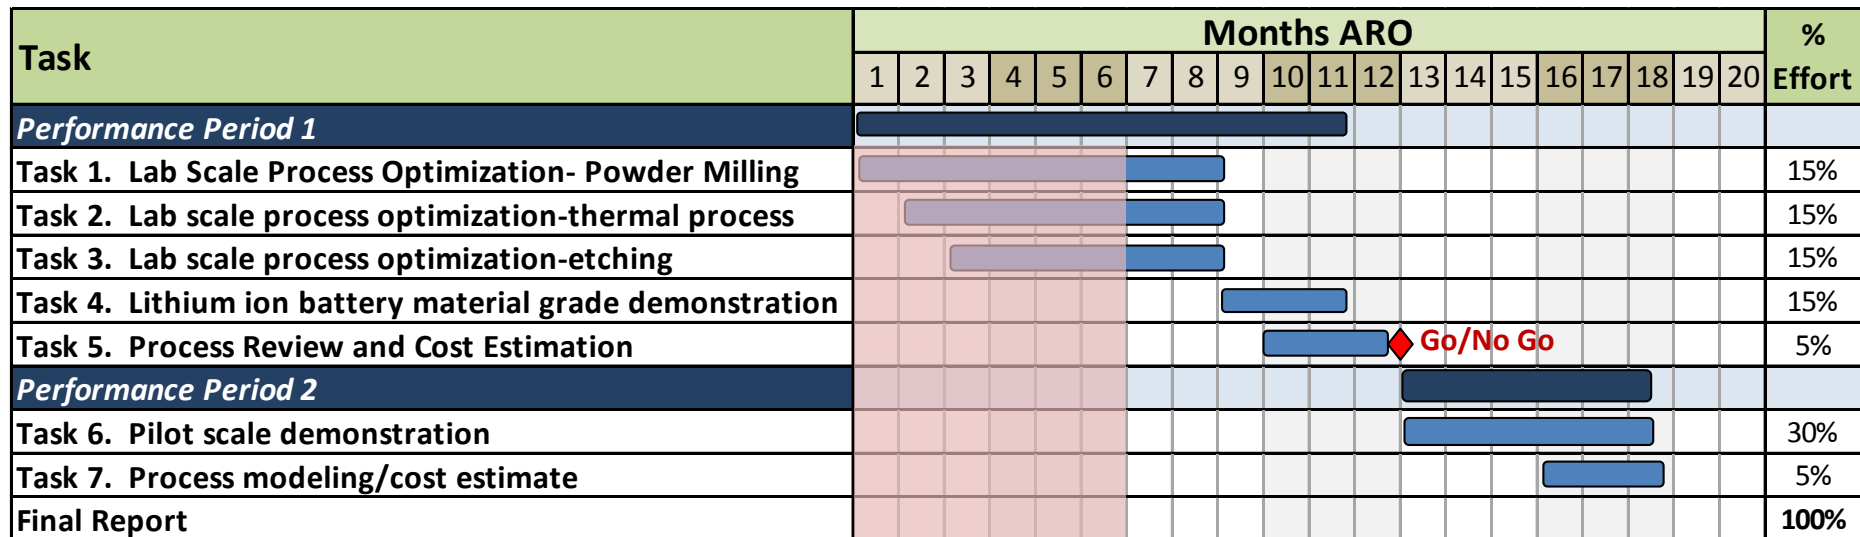 Task
Months ARO
% Effort
1 2 3 4 5 6 7 8 9 10 11 12 13 14 15 16 17 18 19 20
Performance Period 1
Task 1. Lab Scale Process Optimization- Powder Milling 15%
Task 2. Lab scale process optimization-thermal process 15%
Task 3. Lab scale process optimization-etching 15%
Task 4. Lithium ion battery material grade demonstration 15%
Task 5. Process Review and Cost Estimation Go/No Go 5%
Performance Period 2
Task 6. Pilot scale demonstration 30%
Task 7. Process modeling/cost estimate 5%
Final Report 100%